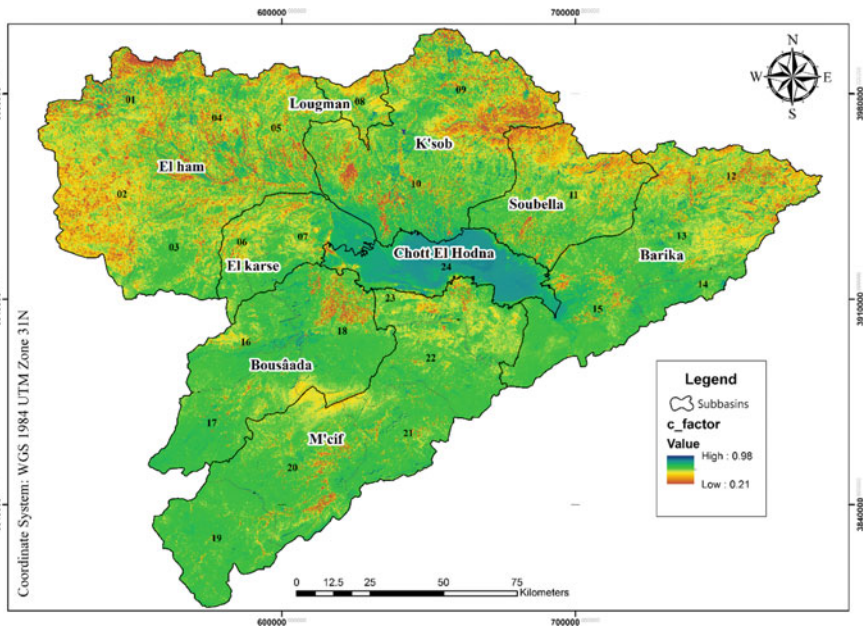 600000 700000
N
W E
S
3980000
3910000
3840000
01
04
05
Lougman
08
09
El ham
K'sob
02
10
03
06
07
El karse
Soubella
11
12
13
Barika
14
15
Chott El Hodna
24
23
16
18
22
Bousâada
17
M'cif
21
20
19
Legend
Subbasins
c_factor
Value
High : 0.98
Low : 0.21
0 12.5 25 50 75
Kilometers
Coordinate System: WGS 1984 UTM Zone 31N
600000 700000